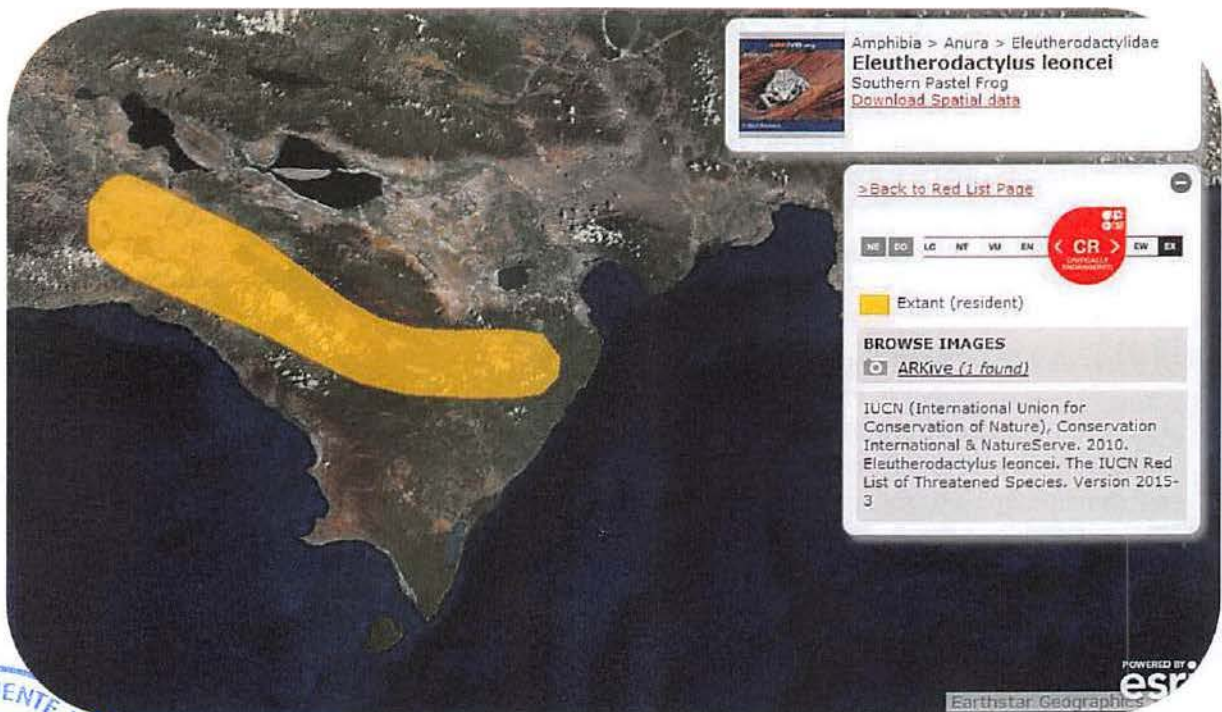 Amphibia > Anura > Eleutherodactylidae
Eleutherodactylus leoncei
Southern Pastel Frog
Download Spatial data
>Back to Red List Page
NE DD LC NT VU EN < CR > EW EX
CRITICALLY ENDANGERED
Extant (resident)
BROWSE IMAGES
ARKive (1 found)
IUCN (International Union for
Conservation of Nature), Conservation
International & NatureServe. 2010.
Eleutherodactylus leoncei. The IUCN Red
List of Threatened Species. Version 2015-
3
POWERED BY
esri
Earthstar Geographics